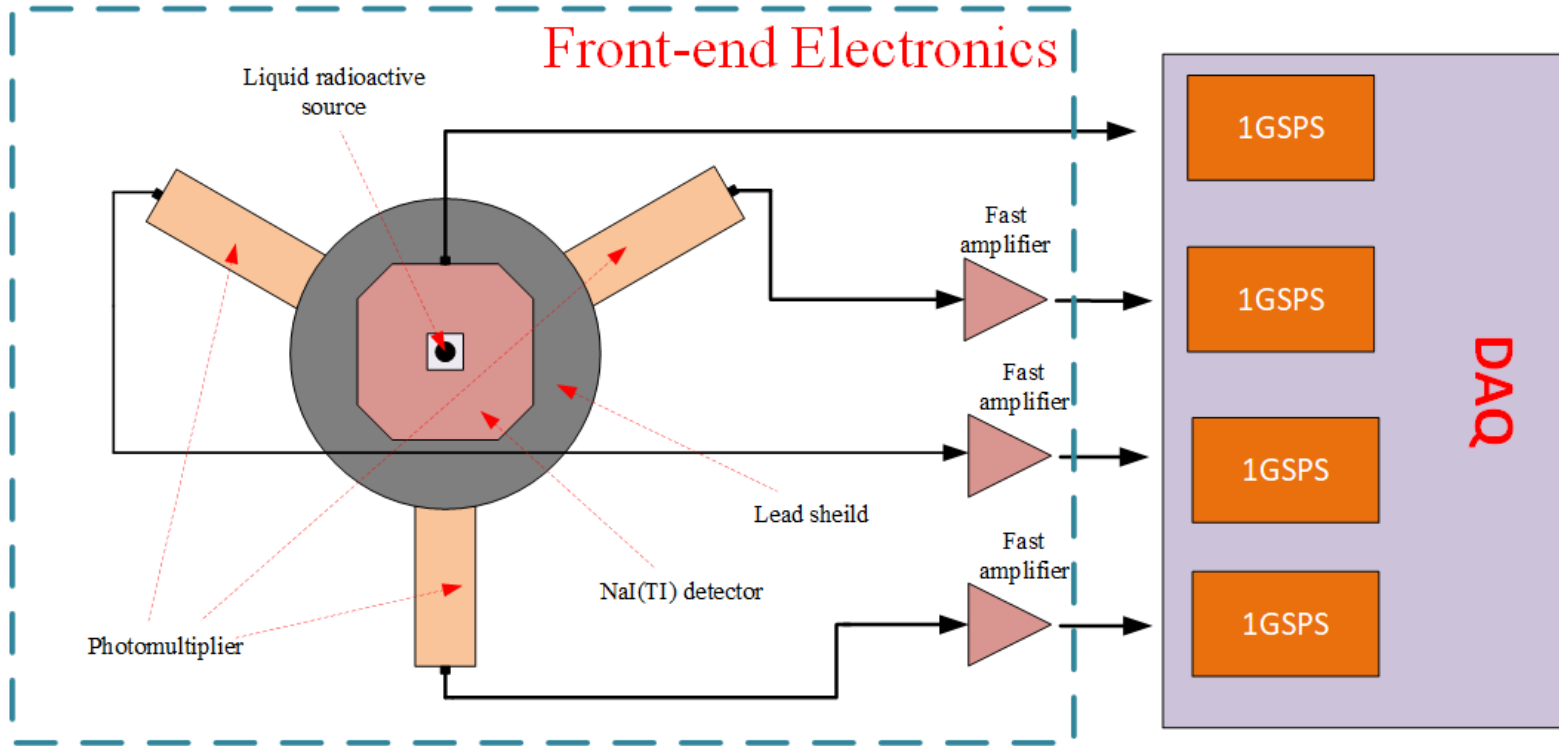 Front-end Electronics
Liquid radioactive
source
1GSPS
Fast
amplifier
1GSPS
Fast
amplifier
1GSPS
Lead sheild
Fast
amplifier
NaI(TI) detector
1GSPS
Photomultiplier
DAQ